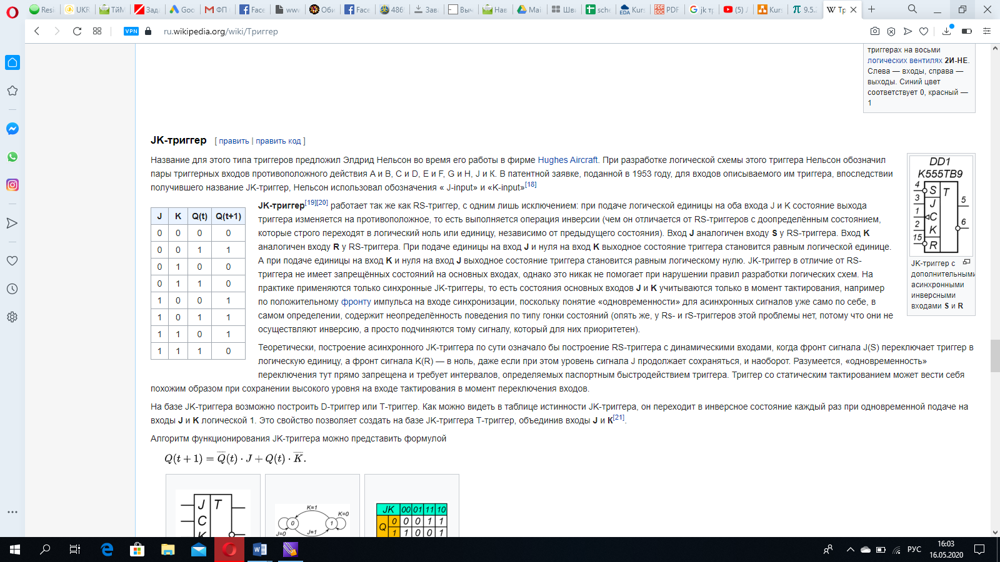 Resi
UKR
ТйМ
Зад
Goo
ФП
Face
www
Оби
Face
486
Зав
Выч
Нав
Mai
Шви
sche
Kur
PDF
jk тр
(5) Л
Kurs
9.5.
Тр
VPN
ru.wikipedia.org/wiki/Триггер
триггерах на восьми
логических вентилях 2И-НЕ.
Слева — входы, справа —
выходы. Синий цвет
соответствует 0, красный —
1
JK-триггер [ править | править код ]
Название для этого типа триггеров предложил Элдрид Нельсон во время его работы в фирме Hughes Aircraft. При разработке логической схемы этого триггера Нельсон обозначил
пары триггерных входов противоположного действия A и B, C и D, E и F, G и H, J и K. В патентной заявке, поданной в 1953 году, для входов описываемого им триггера, впоследствии
получившего название JK-триггер, Нельсон использовал обозначения « J-input» и «K-input»[18]
DD1
K555TB9
4 S T
3 J 5
1 C
2 K 6
15 R
JK-триггер с
дополнительными
асинхронными
инверсными
входами S и R
J K Q(t) Q(t+1)
0 0 0 0
0 0 1 1
0 1 0 0
0 1 1 0
1 0 0 1
1 0 1 1
1 1 0 1
1 1 1 0
JK-триггер[19][20] работает так же как RS-триггер, с одним лишь исключением: при подаче логической единицы на оба входа J и K состояние выхода
триггера изменяется на противоположное, то есть выполняется операция инверсии (чем он отличается от RS-триггеров с доопределённым состоянием,
которые строго переходят в логический ноль или единицу, независимо от предыдущего состояния). Вход J аналогичен входу S у RS-триггера. Вход K
аналогичен входу R у RS-триггера. При подаче единицы на вход J и нуля на вход K выходное состояние триггера становится равным логической единице.
А при подаче единицы на вход K и нуля на вход J выходное состояние триггера становится равным логическому нулю. JK-триггер в отличие от RS-
триггера не имеет запрещённых состояний на основных входах, однако это никак не помогает при нарушении правил разработки логических схем. На
практике применяются только синхронные JK-триггеры, то есть состояния основных входов J и K учитываются только в момент тактирования, например
по положительному фронту импульса на входе синхронизации, поскольку понятие «одновременности» для асинхронных сигналов уже само по себе, в
самом определении, содержит неопределённость поведения по типу гонки состояний (опять же, у Rs- и rS-триггеров этой проблемы нет, потому что они не
осуществляют инверсию, а просто подчиняются тому сигналу, который для них приоритетен).
Теоретически, построение асинхронного JK-триггера по сути означало бы построение RS-триггера с динамическими входами, когда фронт сигнала J(S) переключает триггер в
логическую единицу, а фронт сигнала K(R) — в ноль, даже если при этом уровень сигнала J продолжает сохраняться, и наоборот. Разумеется, «одновременность»
переключения тут прямо запрещена и требует интервалов, определяемых паспортным быстродействием триггера. Триггер со статическим тактированием может вести себя
похожим образом при сохранении высокого уровня на входе тактирования в момент переключения входов.
На базе JK-триггера возможно построить D-триггер или Т-триггер. Как можно видеть в таблице истинности JK-триггера, он переходит в инверсное состояние каждый раз при одновременной подаче на
входы J и K логической 1. Это свойство позволяет создать на базе JK-триггера Т-триггер, объединив входы J и К[21].
Алгоритм функционирования JK-триггера можно представить формулой
Q(t + 1) = Q̅(t) · J + Q(t) · K̅.
J T
C
K=1
K=0
0 1
J=0 J=1
JK 00 01 11 10
Q 0 0 0 1 1
1 1 0 0 1
РУС
16:03
16.05.2020